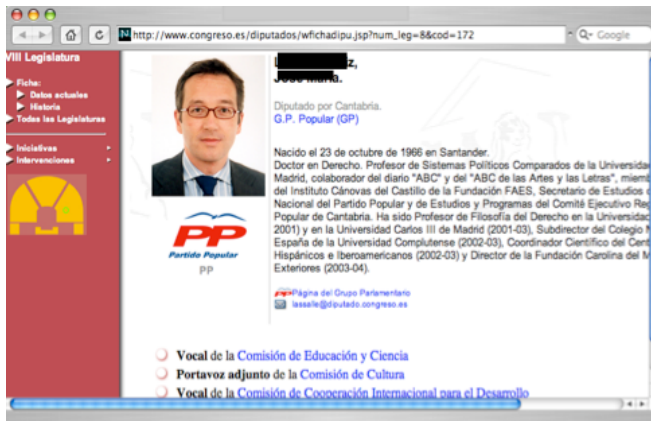 http://www.congreso.es/diputados/wfichadipu.jsp?num_leg=8&cod=172
Google
VIII Legislatura
Ficha:
Datos actuales
Historia
Todas las Legislaturas
Iniciativas
Intervenciones
z,
Diputado por Cantabria.
G.P. Popular (GP)
Nacido el 23 de octubre de 1966 en Santander.
Doctor en Derecho. Profesor de Sistemas Políticos Comparados de la Universidad
Madrid, colaborador del diario "ABC" y del "ABC de las Artes y las Letras", miemb
del Instituto Cánovas del Castillo de la Fundación FAES, Secretario de Estudios
Nacional del Partido Popular y de Estudios y Programas del Comité Ejecutivo Reg
Popular de Cantabria. Ha sido Profesor de Filosofía del Derecho en la Universidad
2001) y en la Universidad Carlos III de Madrid (2001-03), Subdirector del Colegio
España de la Universidad Complutense (2002-03), Coordinador Científico del Cent
Hispánicos e Iberoamericanos (2002-03) y Director de la Fundación Carolina del M
Exteriores (2003-04).
PP
Partido Popular
PP
Página del Grupo Parlamentario
lassalle@diputado.congreso.es
Vocal de la Comisión de Educación y Ciencia
Portavoz adjunto de la Comisión de Cultura
Vocal de la Comisión de Cooperación Internacional para el Desarrollo